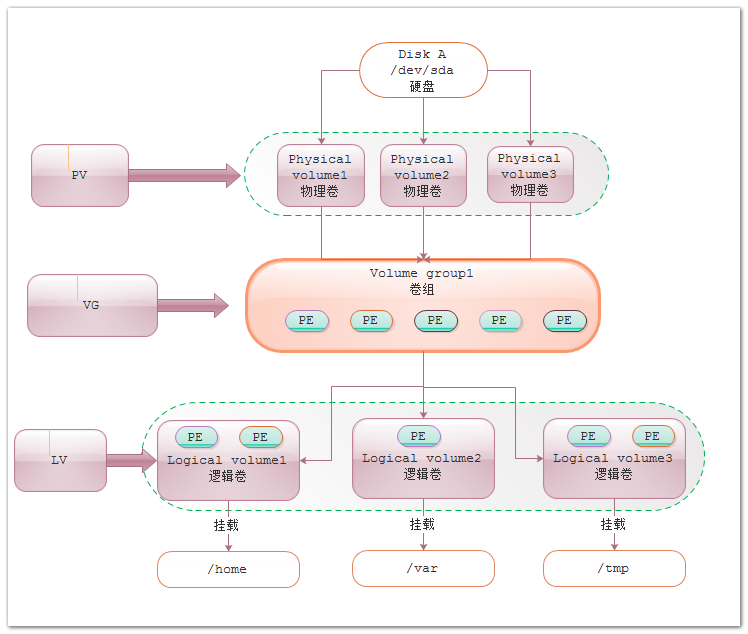 Disk A
/dev/sda
硬盘
PV
Physical
volume1
物理卷
Physical
volume2
物理卷
Physical
volume3
物理卷
VG
Volume group1
卷组
PE
PE
PE
PE
PE
LV
PE
PE
Logical volume1
逻辑卷
PE
Logical volume2
逻辑卷
PE
PE
Logical volume3
逻辑卷
挂载
挂载
挂载
/home
/var
/tmp